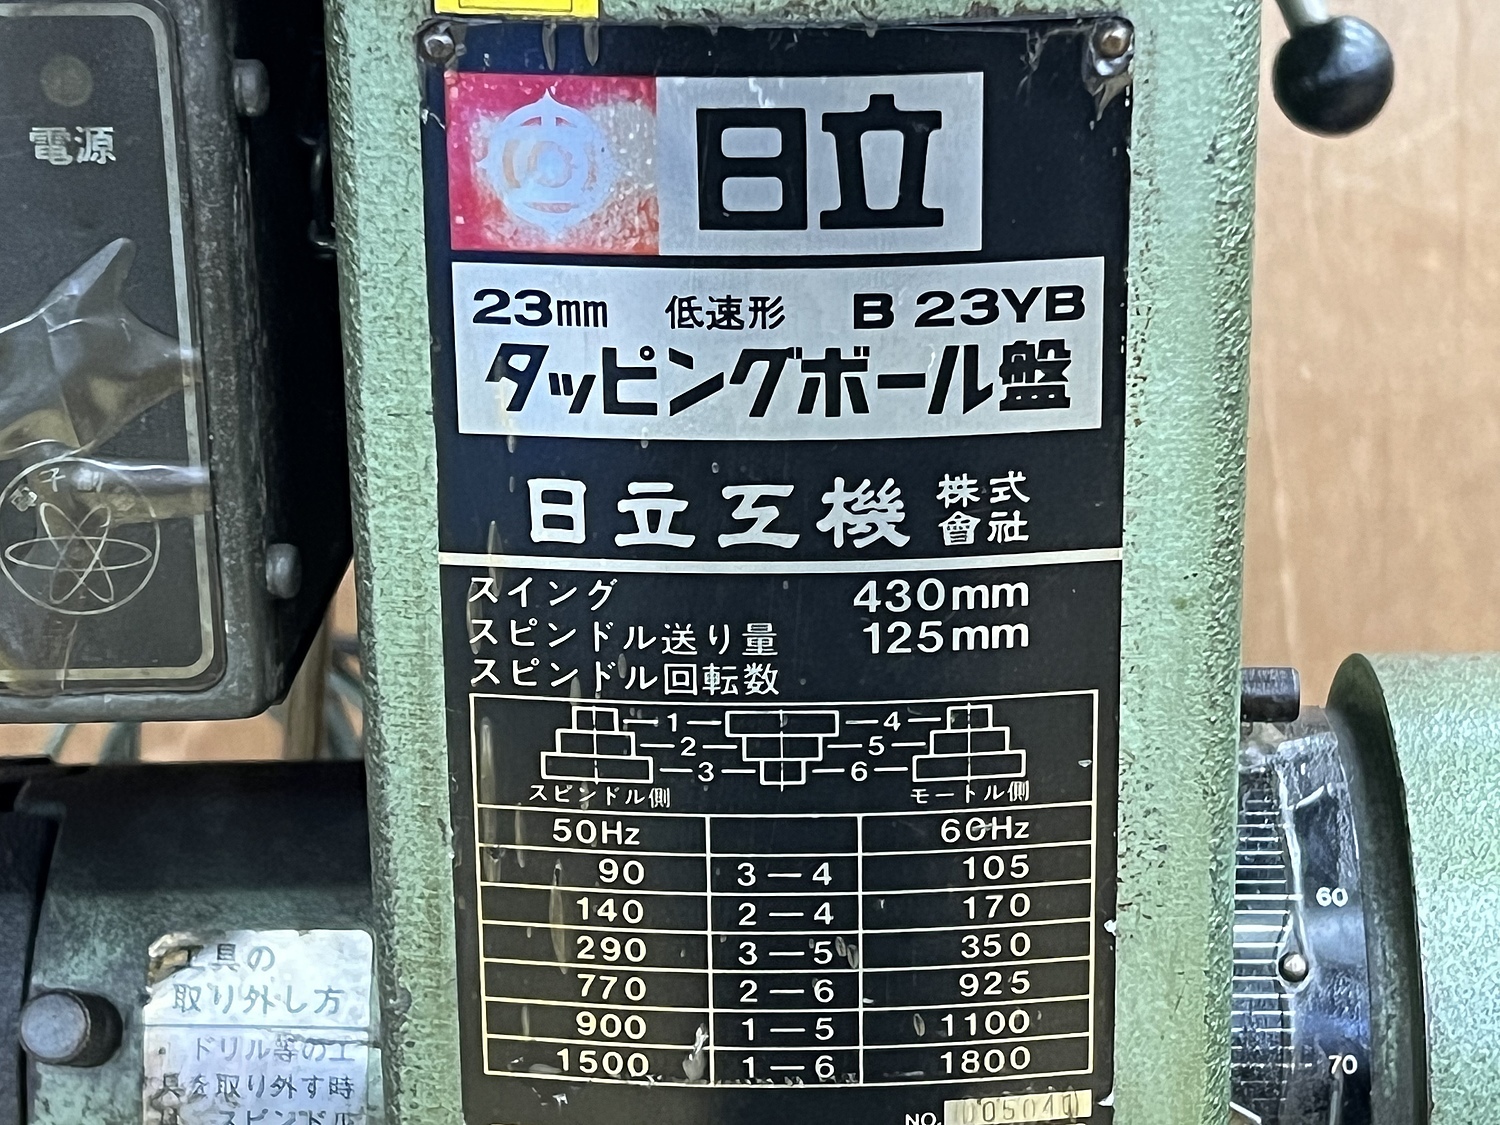 電源
日立
23mm 低速形 B 23YB
タッピングボール盤
日立工機 株式會社
スイング 430mm
スピンドル送り量 125mm
スピンドル回転数
1 4
2 5
3 6
スピンドル側 モートル側
50Hz 60Hz
90 3—4 105
140 2—4 170
290 3—5 350
770 2—6 925
900 1—5 1100
1500 1—6 1800
NO.
工具の
取り外し方
ドリル等の工
具を取り外す時
スピンドル
60
70